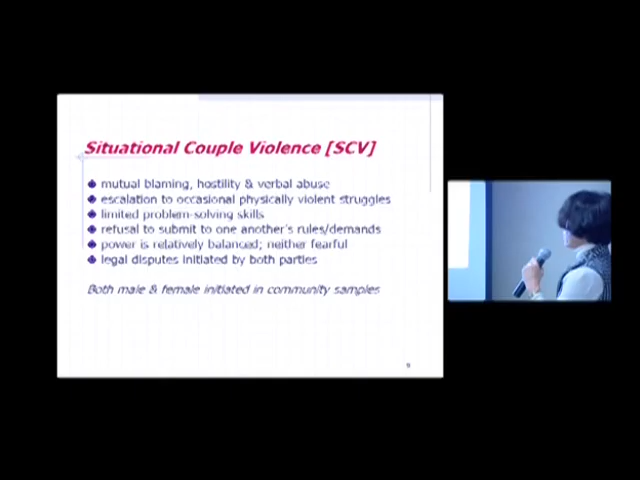 Situational Couple Violence [SCV]
mutual blaming, hostility & verbal abuse
escalation to occasional physically violent struggles
limited problem-solving skills
refusal to submit to one another's rules/demands
power is relatively balanced; neither fearful
legal disputes initiated by both parties
Both male & female initiated in community samples